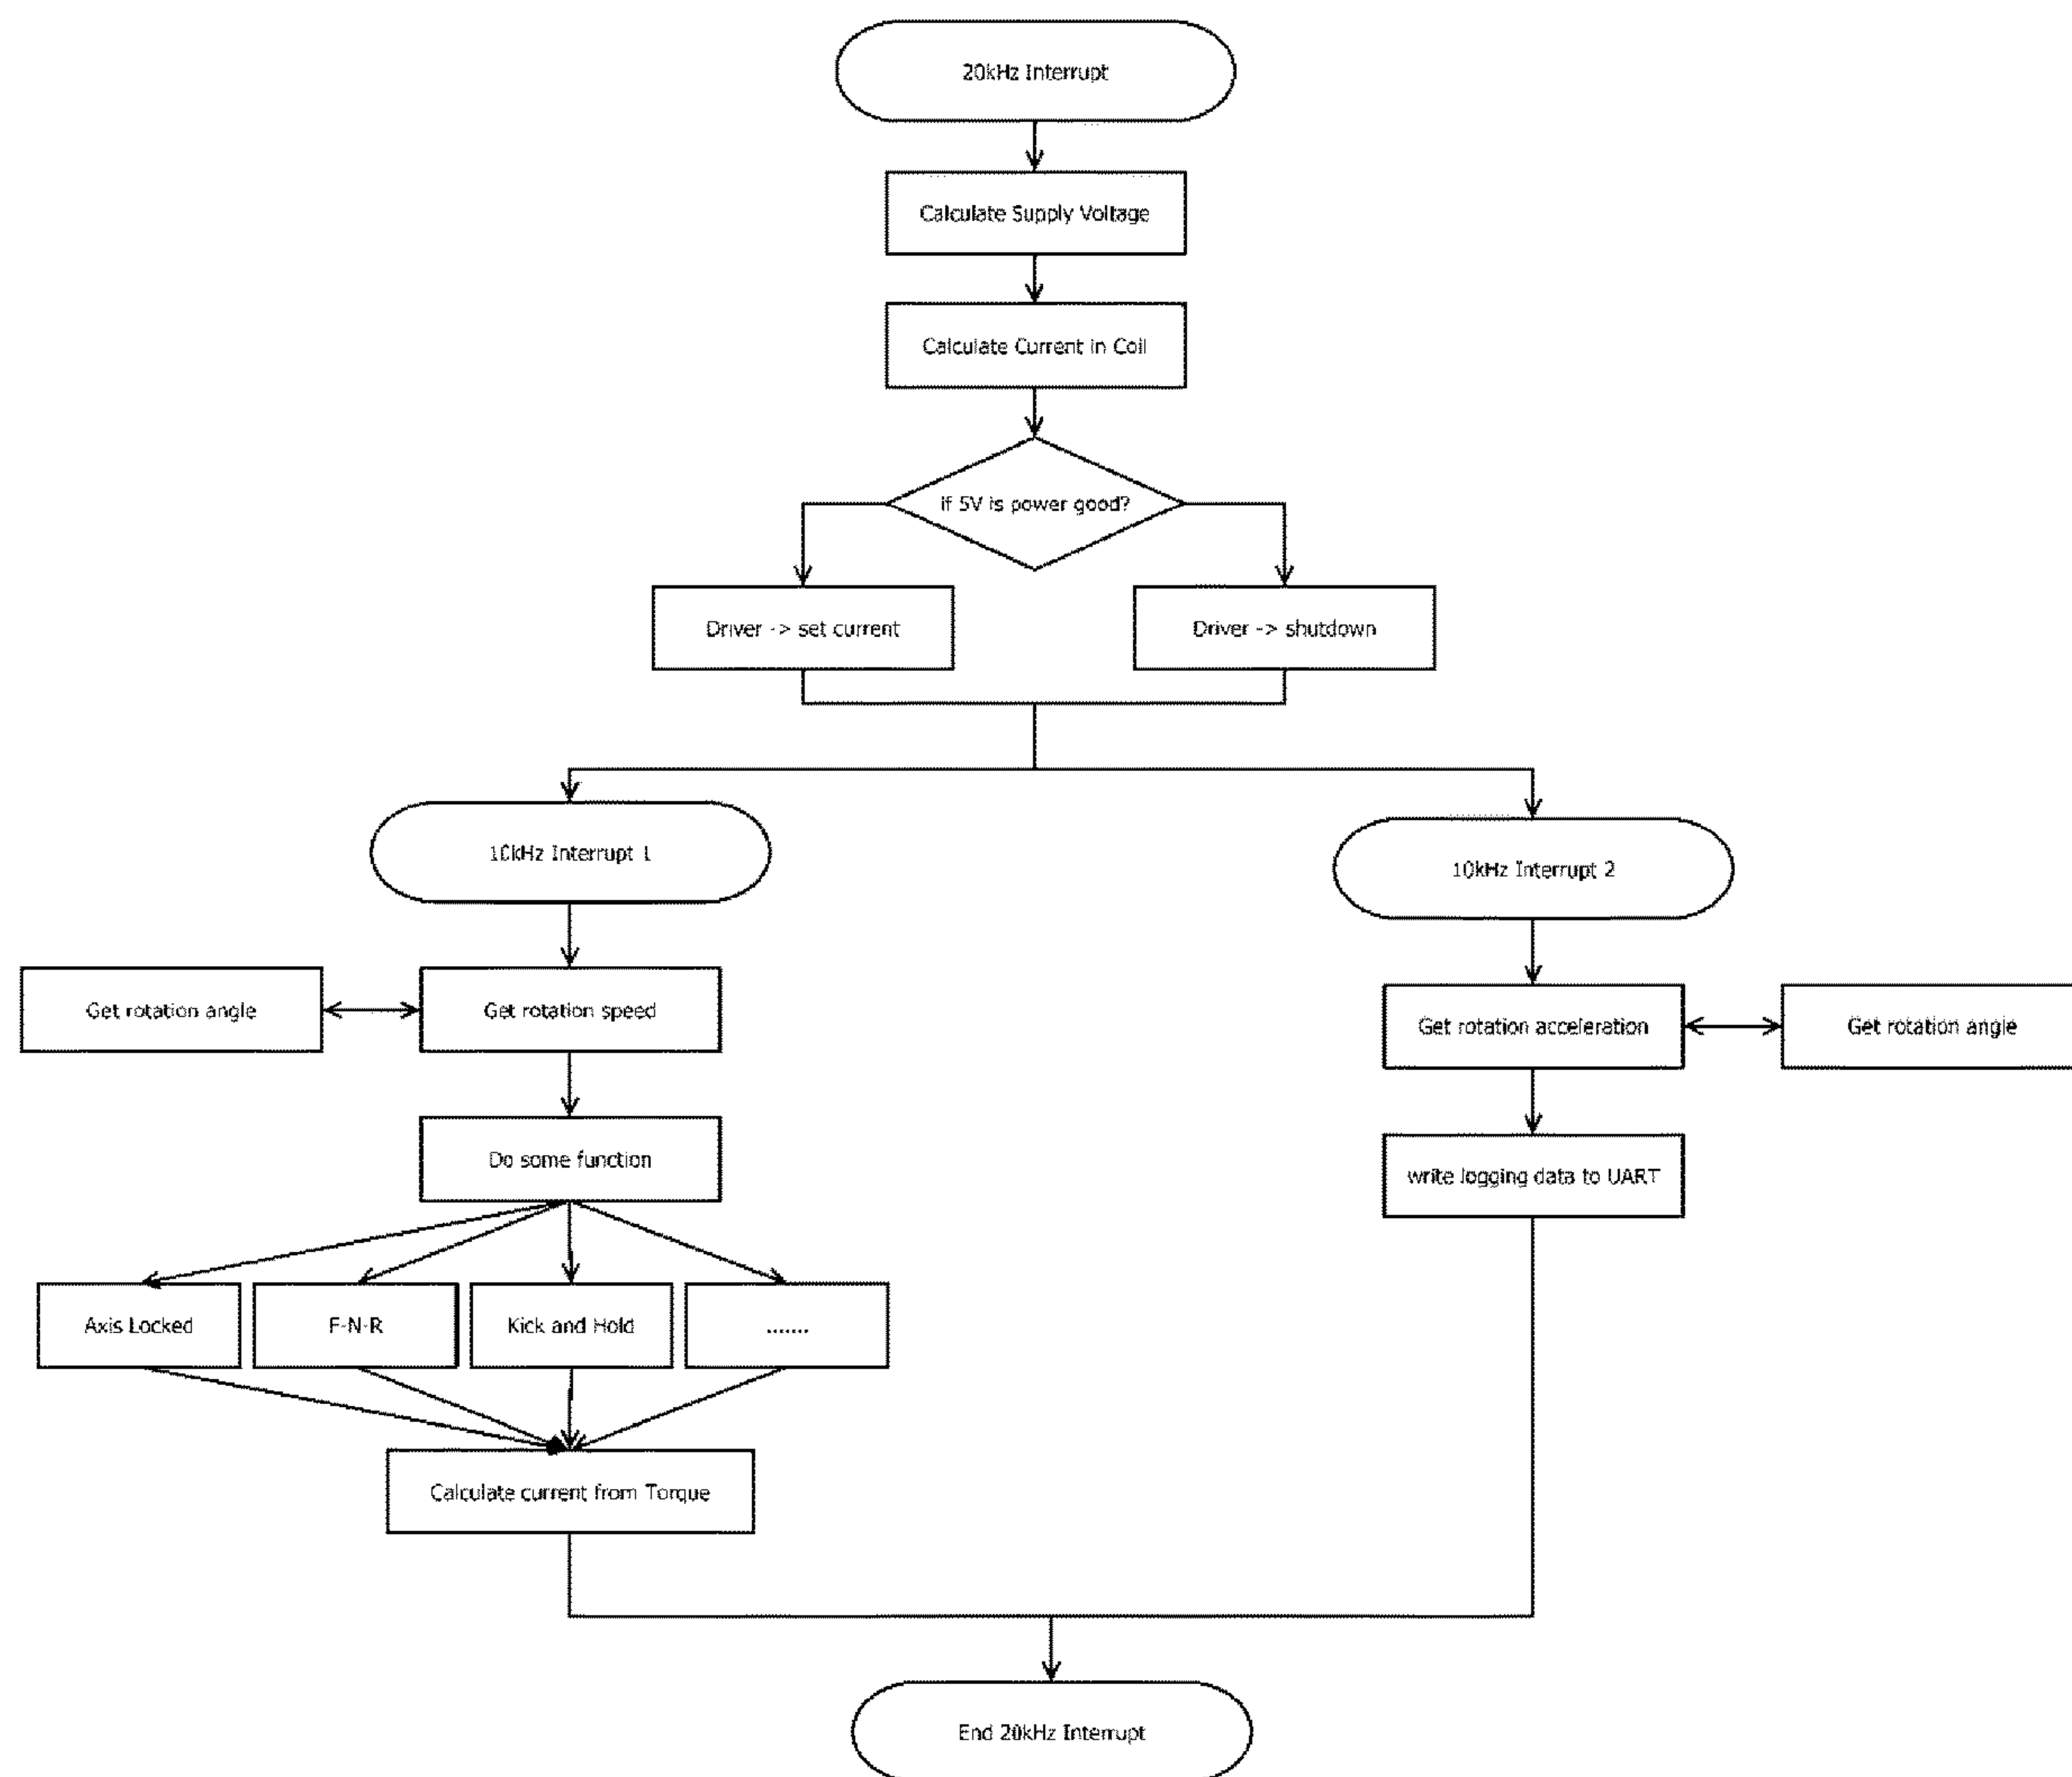 20kHz Interrupt
Calculate Supply Voltage
Calculate Current in Coil
if 5V is power good?
Driver -> set current
Driver -> shutdown
10kHz Interrupt 1
10kHz Interrupt 2
Get rotation angle
Get rotation speed
Get rotation acceleration
Get rotation angle
Do some function
write logging data to UART
Axis Locked
F-N-R
Kick and Hold
.......
Calculate current from Torque
End 20kHz Interrupt